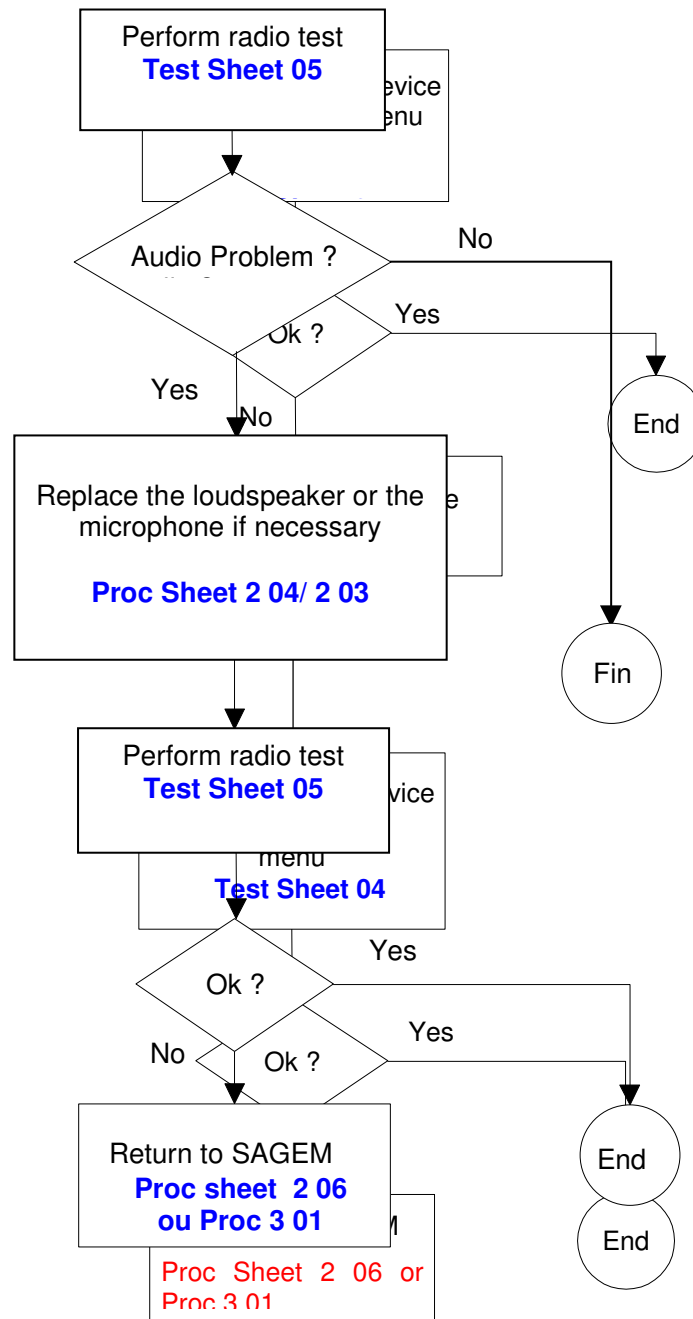 Perform radio test
Test Sheet 05
enu
No
Audio Problem ?
Ok ?
Yes
Yes
No
End
Replace the loudspeaker or the
microphone if necessary
Proc Sheet 2 04/ 2 03
Fin
Perform radio test
Test Sheet 05
vice
menu
Test Sheet 04
Yes
Ok ?
Yes
No
Ok ?
Return to SAGEM
Proc sheet 2 06
ou Proc 3 01
End
M
End
Proc Sheet 2 06 or
Proc 3 01